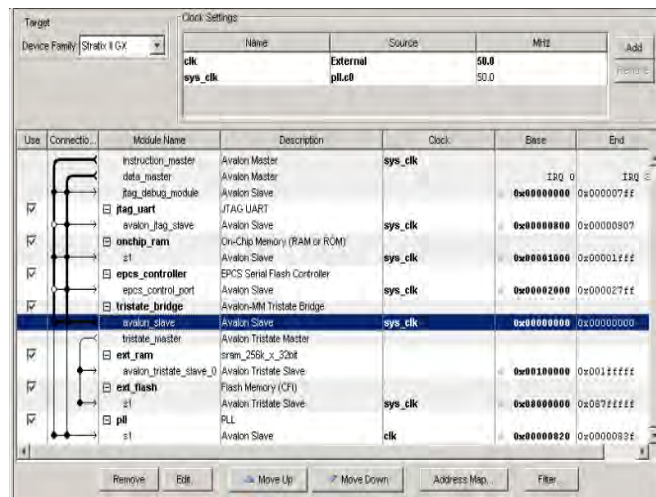 Target
Clock Settings
Device Family: Stratix II GX
Name Source MHz
clk External 50.0
sys_clk pll.c0 50.0
Add
Remove
Use Connectio... Module Name Description Clock Base End
instruction_master Avalon Master sys_clk
data_master Avalon Master IRQ 0 IRQ
jtag_debug_module Avalon Slave 0x00000000 0x000007ff
jtag_uart JTAG UART
avalon_jtag_slave Avalon Slave sys_clk 0x00000800 0x00000807
onchip_ram On-Chip Memory (RAM or ROM)
s1 Avalon Slave sys_clk 0x00001000 0x00001fff
epcs_controller EPCS Serial Flash Controller
epcs_control_port Avalon Slave sys_clk 0x00002000 0x000027ff
tristate_bridge Avalon-MM Tristate Bridge
avalon_slave Avalon Slave sys_clk 0x00000000 0x00000000
tristate_master Avalon Tristate Master
ext_ram sram_256k_x_32bit
avalon_tristate_slave_0 Avalon Tristate Slave 0x00100000 0x001fffff
ext_flash Flash Memory (CFI)
s1 Avalon Tristate Slave sys_clk 0x08000000 0x087fffff
pll PLL
s1 Avalon Slave clk 0x00000820 0x0000083f
Remove Edit... Move Up Move Down Address Map... Filter...